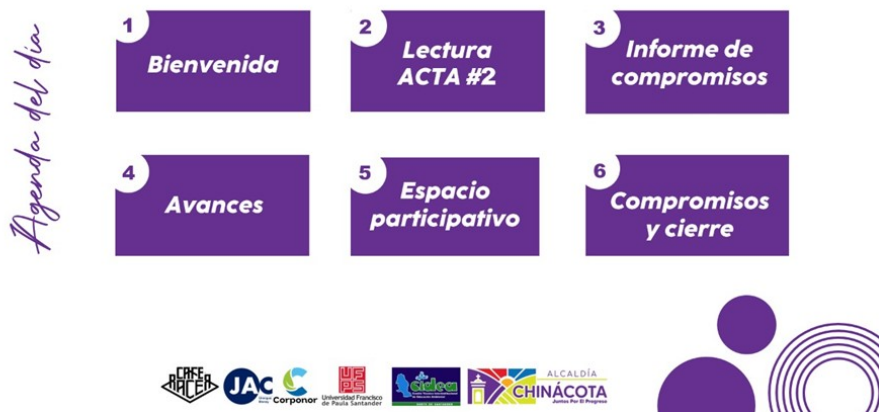 Agenda del día
1
Bienvenida
2
Lectura
ACTA #2
3
Informe de
compromisos
4
Avances
5
Espacio
participativo
6
Compromisos
y cierre
CAFE
RACER
JAC
Corponor
UFPS
Universidad Francisco
de Paula Santander
Cidea
ALCALDÍA
CHINÁCOTA
Juntos Por El Progreso